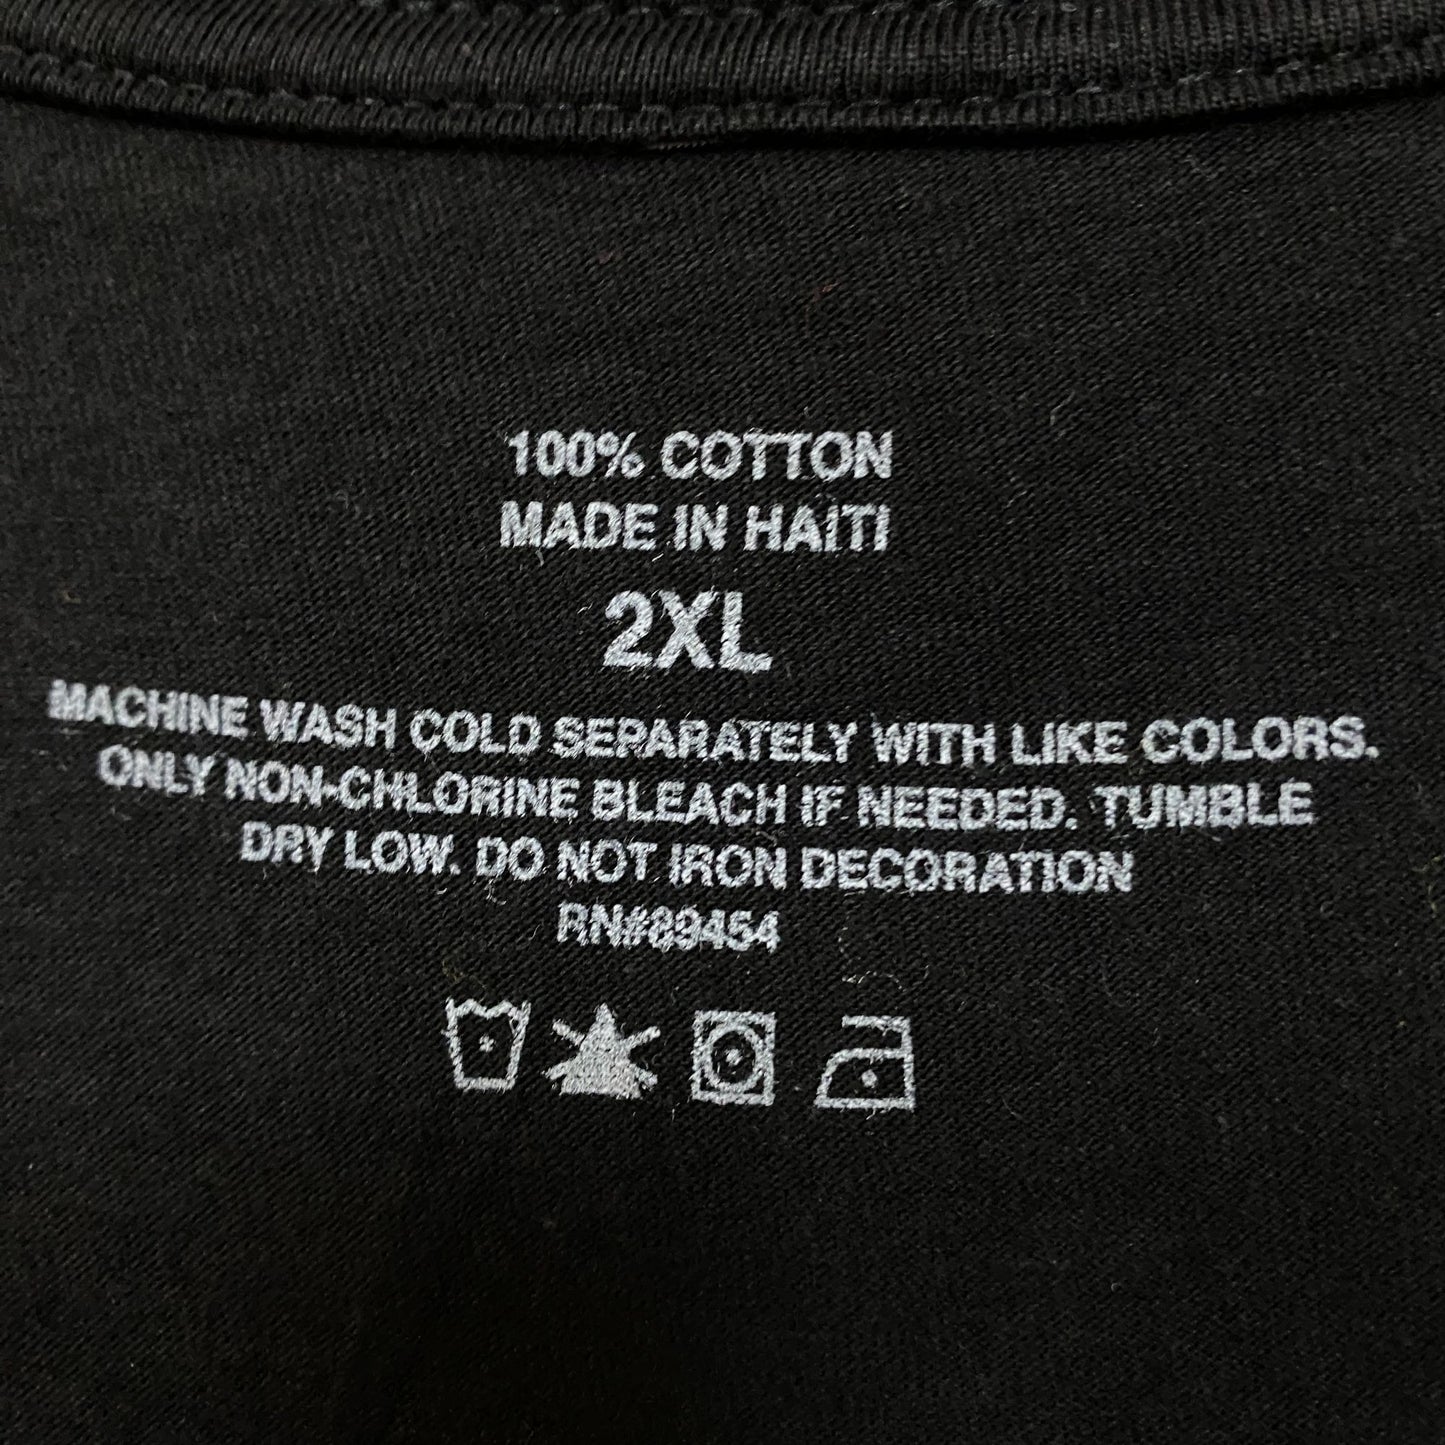 100% COTTON
MADE IN HAITI
2XL
MACHINE WASH COLD SEPARATELY WITH LIKE COLORS.
ONLY NON-CHLORINE BLEACH IF NEEDED. TUMBLE
DRY LOW. DO NOT IRON DECORATION
RN#89454